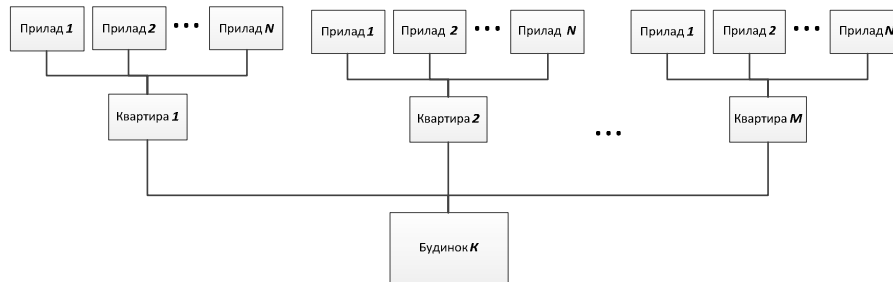 Прилад 1
Прилад 2
...
Прилад N
Прилад 1
Прилад 2
...
Прилад N
Прилад 1
Прилад 2
...
Прилад N
Квартира 1
Квартира 2
...
Квартира M
Будинок K